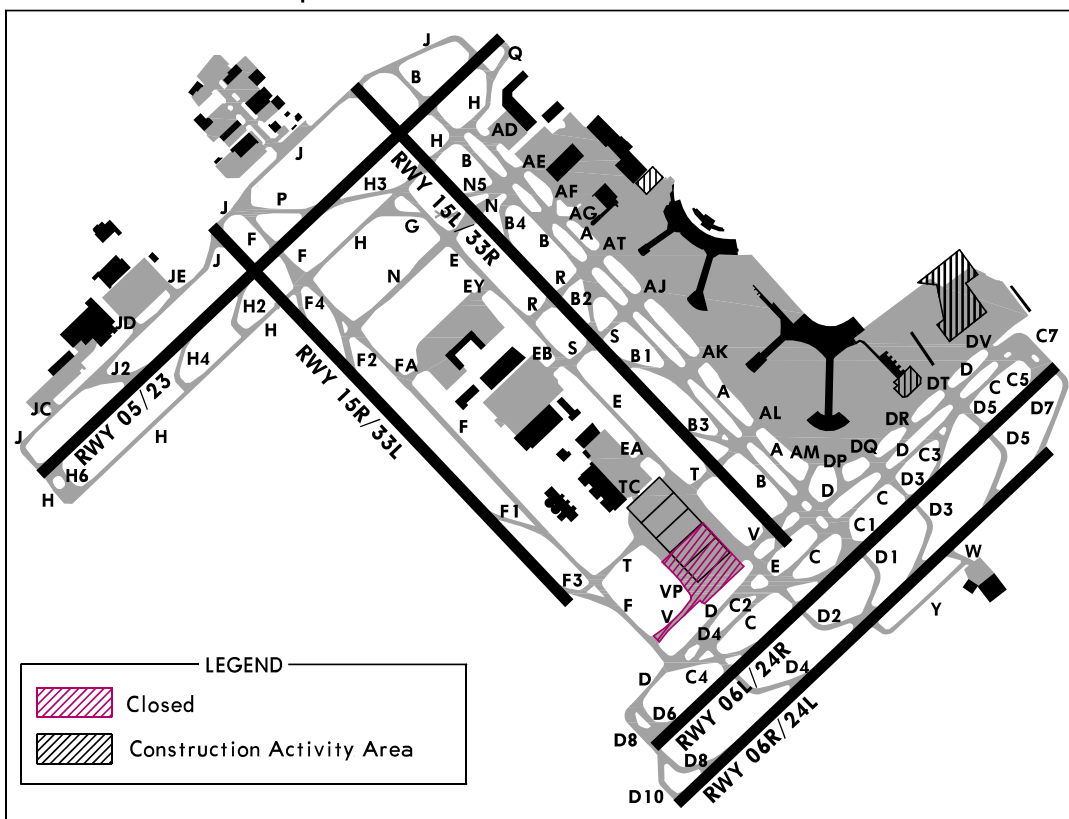 J
Q
B
H
AD
H
J
B
AE
RWY 15L/33R
H3
N5
AF
P
N
AG
J
G
B4
A
F
B
AT
F
H
E
J
N
R
AJ
JE
EY
H2
F4
R
B2
H
S
JD
S
B1
AK
DV
C7
RWY 15R/33L
F2
EB
H4
J2
FA
D
C5
DT
C
A
E
AL
D5
D7
JC
RWY 05/23
F
B3
DR
J
H
D5
EA
A
AM
DQ
D
C3
DP
H6
T
D3
H
TC
B
D
C
F1
D3
C1
V
W
C
D1
T
E
F3
VP
Y
F
V
D
C2
D2
C
D4
LEGEND
D
C4
D4
Closed
D6
RWY 06L/24R
D8
Construction Activity Area
D8
RWY 06R/24L
D10